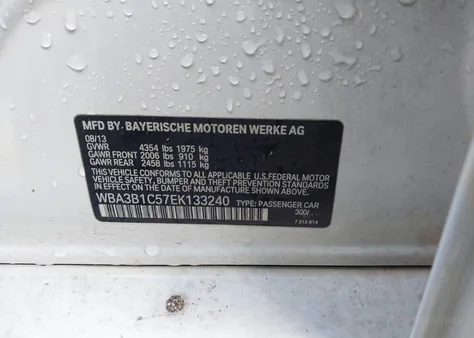 MFD BY: BAYERISCHE MOTOREN WERKE AG
08/13
GVWR 4354 lbs 1975 kg
GAWR FRONT 2006 lbs 910 kg
GAWR REAR 2458 lbs 1115 kg
THIS VEHICLE CONFORMS TO ALL APPLICABLE U.S.FEDERAL MOTOR
VEHICLE SAFETY, BUMPER AND THEFT PREVENTION STANDARDS
IN EFFECT ON THE DATE OF MANUFACTURE SHOWN ABOVE
WBA3B1C57EK133240 TYPE: PASSENGER CAR
300/